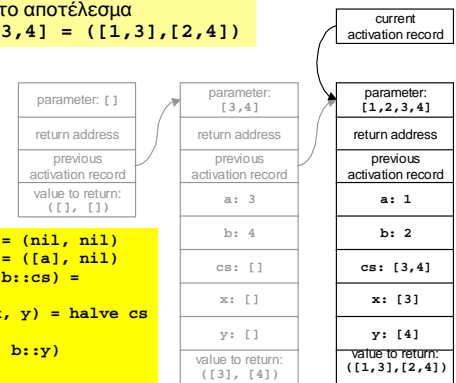 το αποτέλεσμα
3,4] = ([1,3],[2,4])
current
activation record
parameter: []
return address
previous
activation record
value to return:
([], [])
parameter:
[3,4]
return address
previous
activation record
a: 3
b: 4
cs: []
x: []
y: []
value to return:
([3], [4])
parameter:
[1,2,3,4]
return address
previous
activation record
a: 1
b: 2
cs: [3,4]
x: [3]
y: [4]
value to return:
([1,3],[2,4])
= (nil, nil)
= ([a], nil)
b::cs) =
, y) = halve cs
b::y)